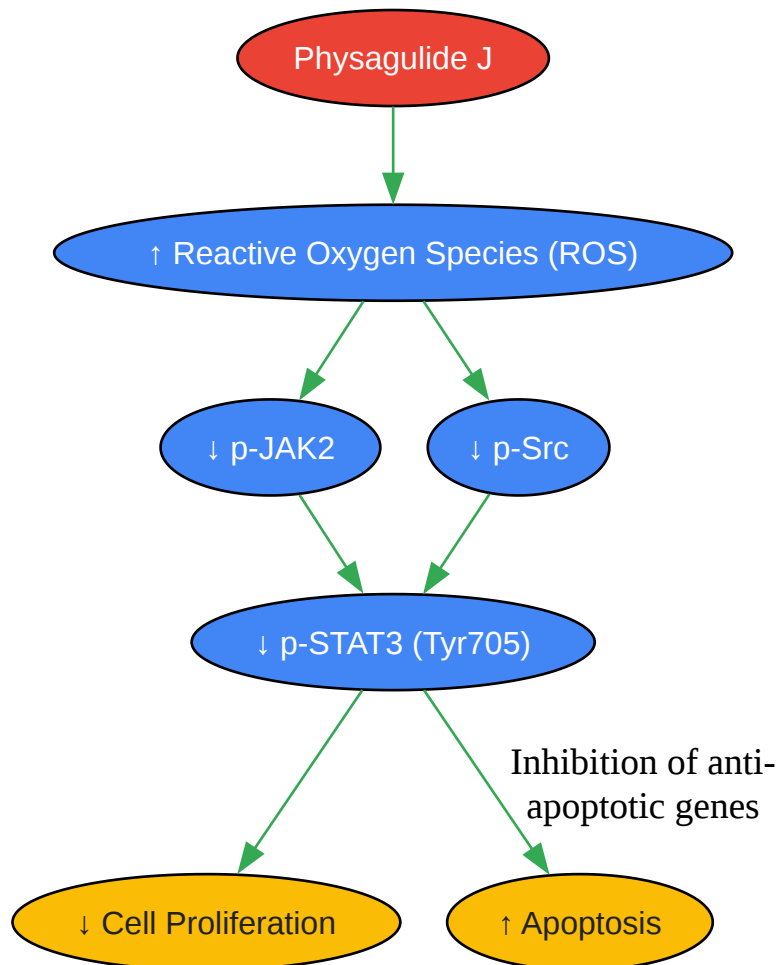 Physagulide J
↑ Reactive Oxygen Species (ROS)
↓ p-JAK2
↓ p-Src
↓ p-STAT3 (Tyr705)
Inhibition of anti-
apoptotic genes
↓ Cell Proliferation
↑ Apoptosis